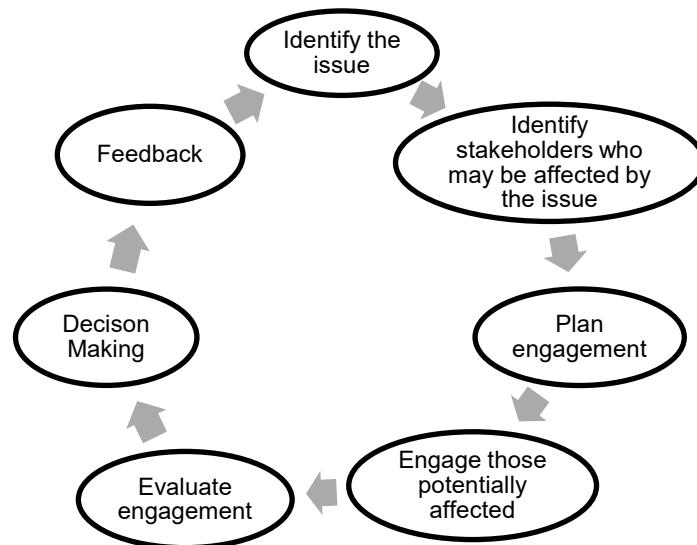 Identify the
issue
Identify
stakeholders who
may be affected by
the issue
Plan
engagement
Engage those
potentially
affected
Evaluate
engagement
Decison
Making
Feedback